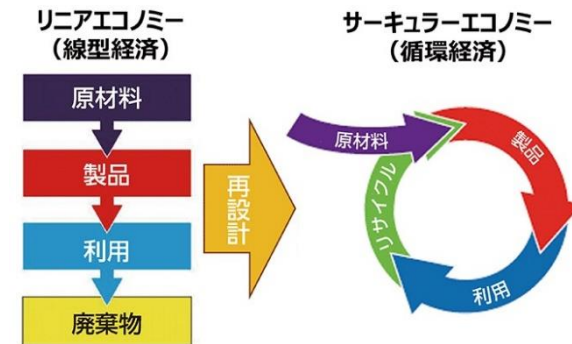 リニアエコノミー
（線型経済）
原材料
製品
利用
廃棄物
再設計
サーキュラーエコノミー
（循環経済）
原材料
製品
利用
リサイクル